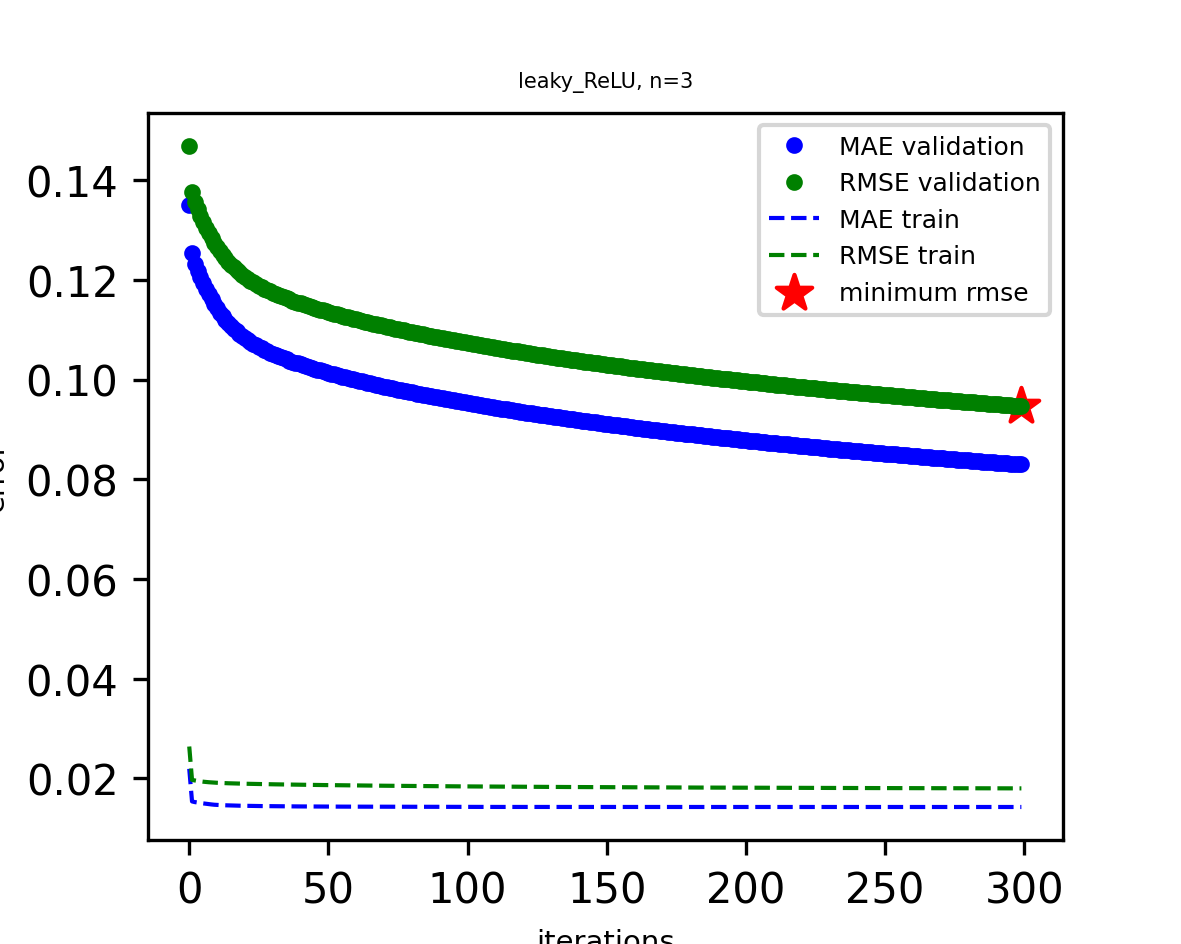 leaky_ReLU, n=3
MAE validation
RMSE validation
MAE train
RMSE train
minimum rmse
0.14
0.12
0.10
0.08
0.06
0.04
0.02
0 50 100 150 200 250 300
iterations